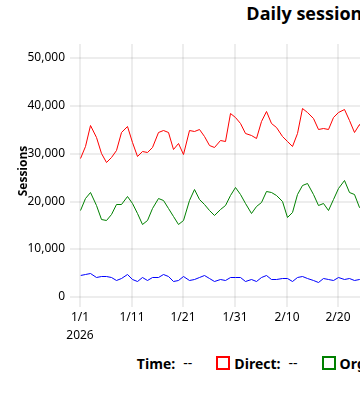 Daily session
50,000
40,000
30,000
20,000
10,000
0
Sessions
1/1 1/11 1/21 1/31 2/10 2/20
2026
Time: -- Direct: -- Org